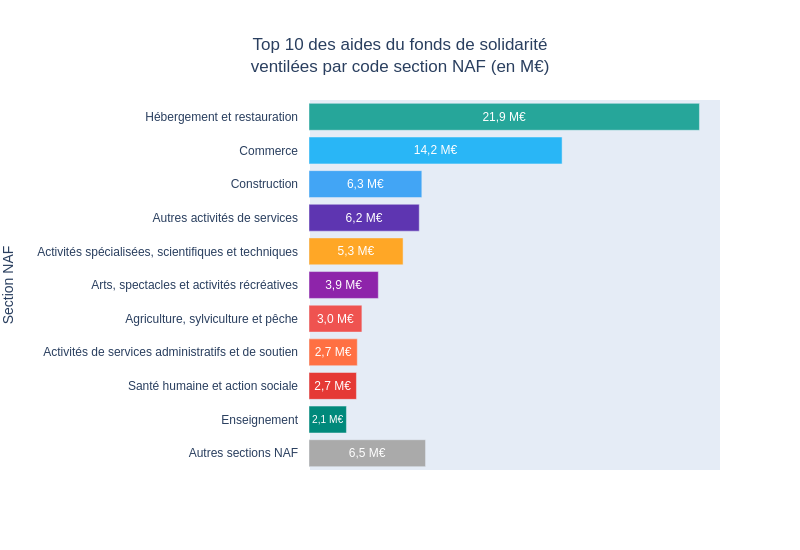 Top 10 des aides du fonds de solidarité
ventilées par code section NAF (en M€)
Section NAF
Hébergement et restauration 21,9 M€
Commerce 14,2 M€
Construction 6,3 M€
Autres activités de services 6,2 M€
Activités spécialisées, scientifiques et techniques 5,3 M€
Arts, spectacles et activités récréatives 3,9 M€
Agriculture, sylviculture et pêche 3,0 M€
Activités de services administratifs et de soutien 2,7 M€
Santé humaine et action sociale 2,7 M€
Enseignement 2,1 M€
Autres sections NAF 6,5 M€